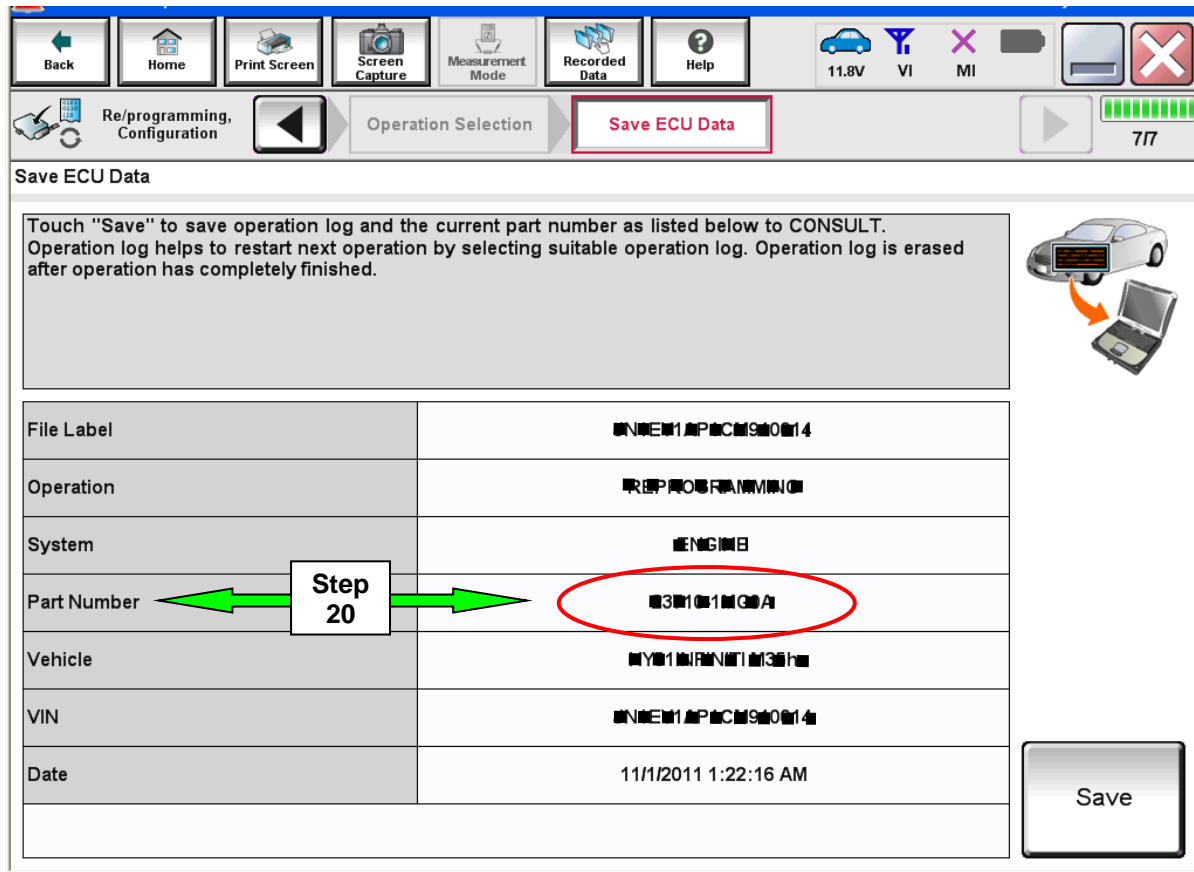 Back
Home
Print Screen
Screen
Capture
Measurement
Mode
Recorded
Data
Help
11.8V
VI
MI
Re/programming,
Configuration
Operation Selection
Save ECU Data
7/7
Save ECU Data
Touch "Save" to save operation log and the current part number as listed below to CONSULT.
Operation log helps to restart next operation by selecting suitable operation log. Operation log is erased
after operation has completely finished.
File Label
Operation
REPROGRAMMING
System
ENGINE
Part Number
Step
20
Vehicle
VIN
Date
11/1/2011 1:22:16 AM
Save